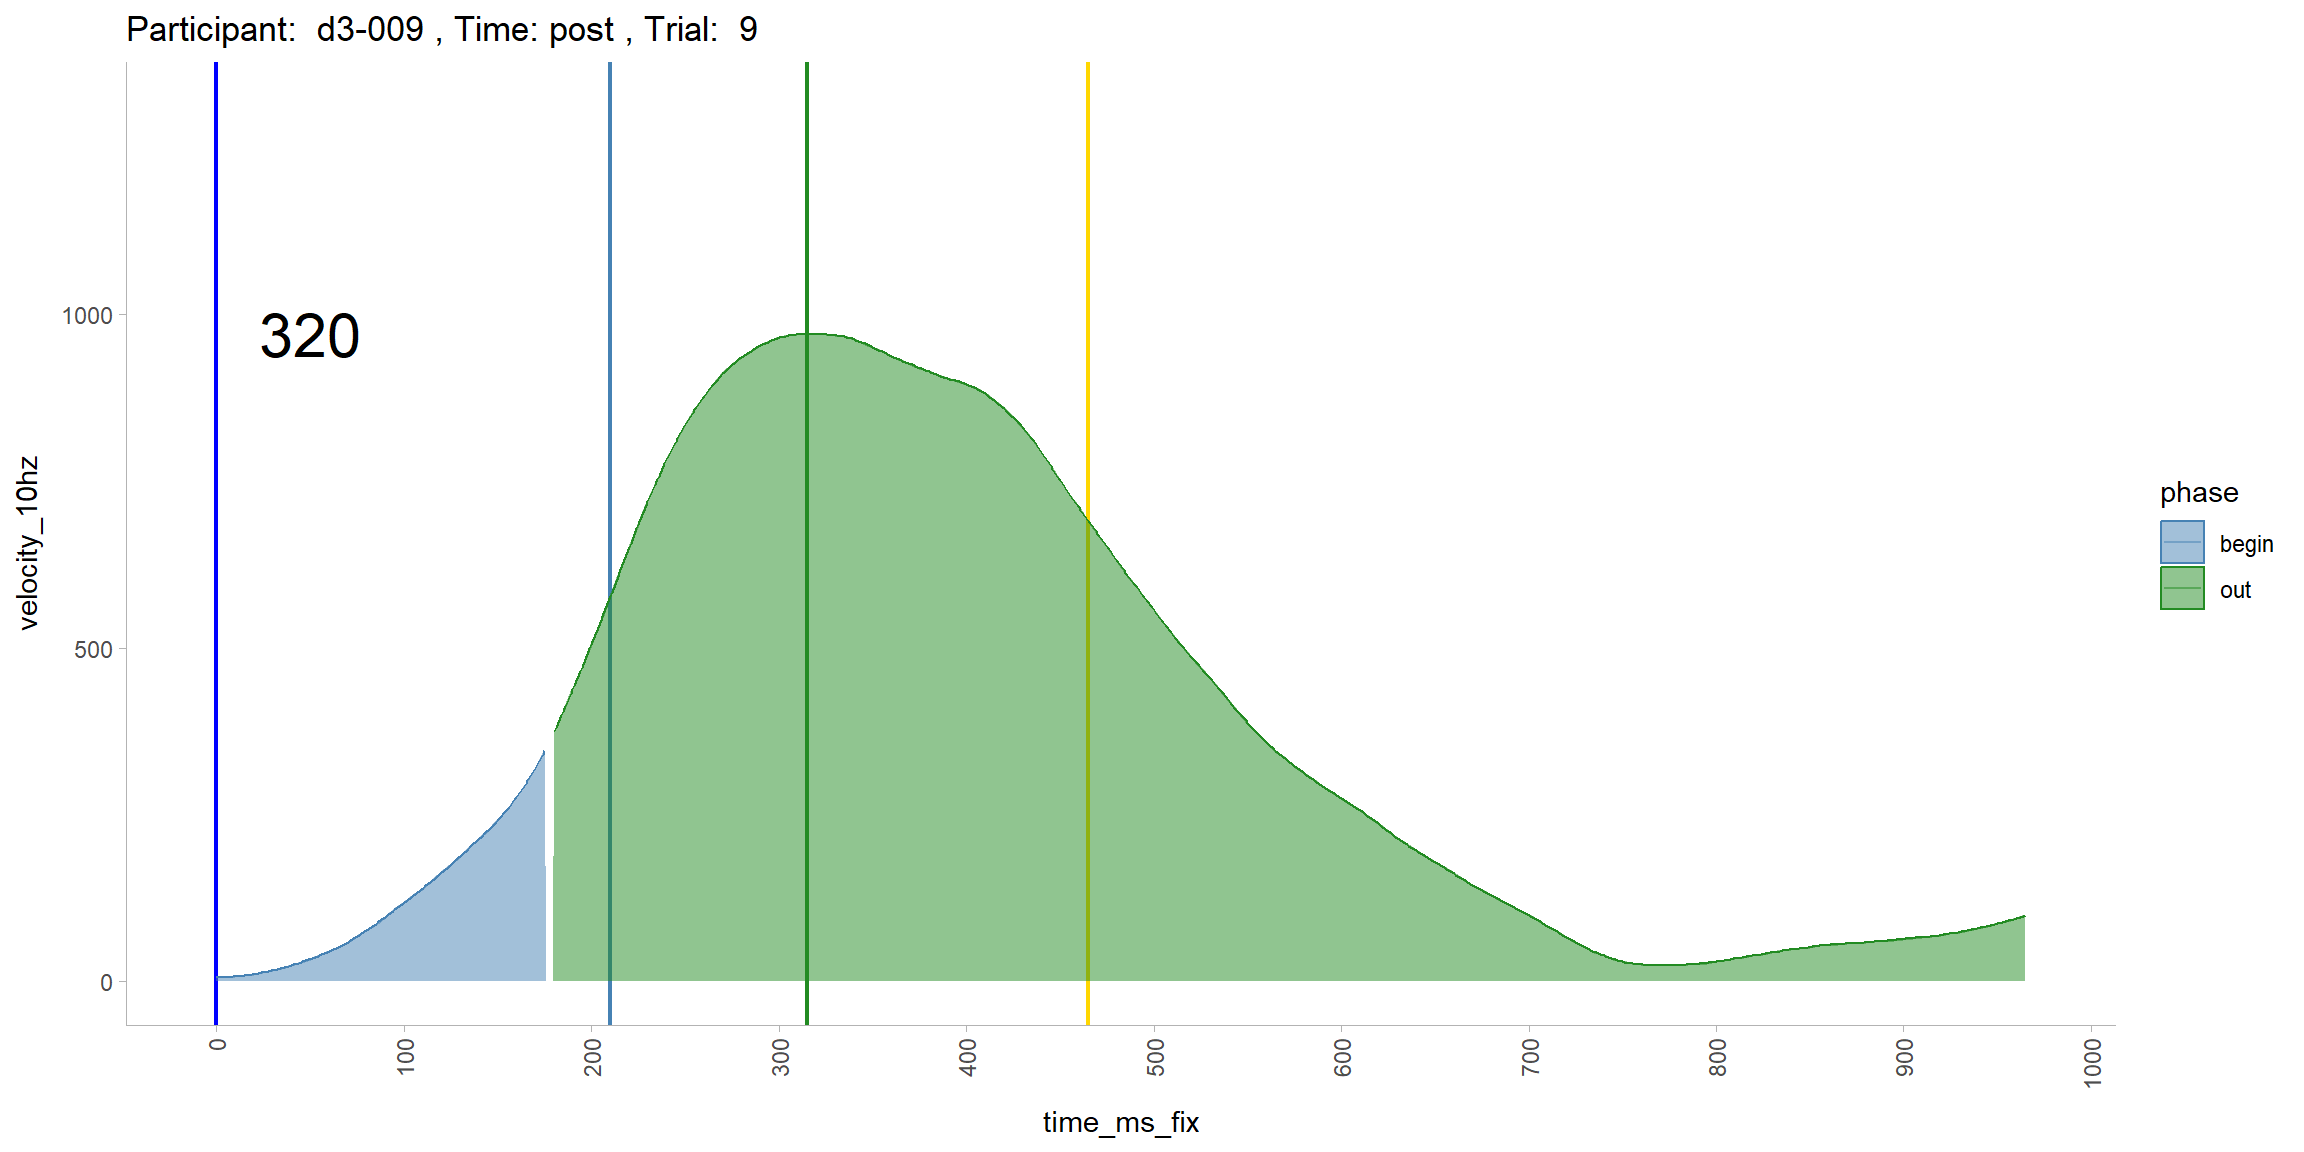 Participant:  d3-009 , Time: post , Trial:  9
1000
320
500
0
velocity_10hz
0 100 200 300 400 500 600 700 800 900 1000
time_ms_fix
phase
begin
out